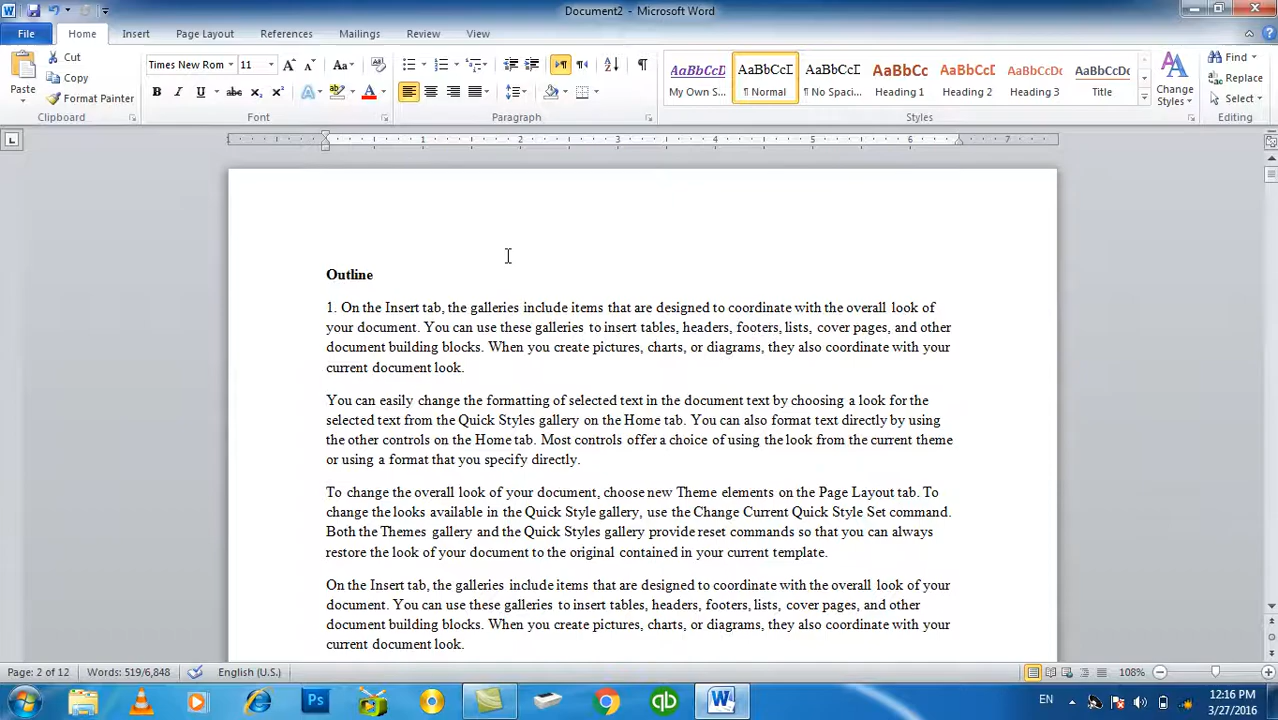 Document2 - Microsoft Word
File Home Insert Page Layout References Mailings Review View
Paste
Cut
Copy
Format Painter
Clipboard
Times New Rom 11
Font
Paragraph
AaBbCcD AaBbCcDc AaBbCcDc AaBbCc AaBbCc AaBbCcDc AaBbCcDc
My Own S... ¶ Normal ¶ No Spaci... Heading 1 Heading 2 Heading 3 Title
Change Styles
Styles
Find
Replace
Select
Editing
1 2 3 4 5 6 7
Outline
1. On the Insert tab, the galleries include items that are designed to coordinate with the overall look of
your document. You can use these galleries to insert tables, headers, footers, lists, cover pages, and other
document building blocks. When you create pictures, charts, or diagrams, they also coordinate with your
current document look.
You can easily change the formatting of selected text in the document text by choosing a look for the
selected text from the Quick Styles gallery on the Home tab. You can also format text directly by using
the other controls on the Home tab. Most controls offer a choice of using the look from the current theme
or using a format that you specify directly.
To change the overall look of your document, choose new Theme elements on the Page Layout tab. To
change the looks available in the Quick Style gallery, use the Change Current Quick Style Set command.
Both the Themes gallery and the Quick Styles gallery provide reset commands so that you can always
restore the look of your document to the original contained in your current template.
On the Insert tab, the galleries include items that are designed to coordinate with the overall look of your
document. You can use these galleries to insert tables, headers, footers, lists, cover pages, and other
document building blocks. When you create pictures, charts, or diagrams, they also coordinate with your
current document look.
Page: 2 of 12 Words: 519/6,848 English (U.S.) 108%
EN 12:16 PM
3/27/2016